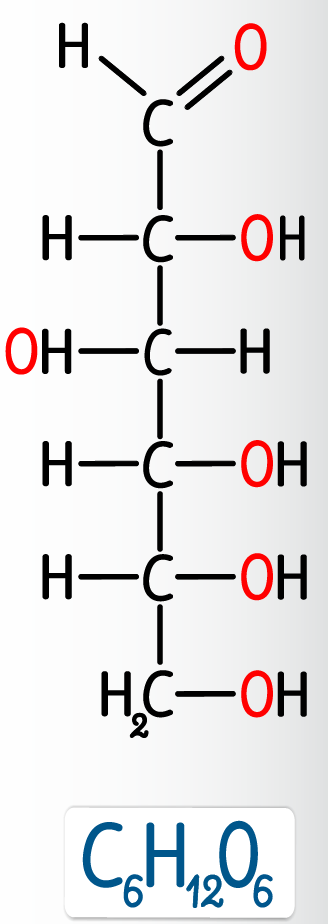 H O
C
H C OH
OH C H
H C OH
H C OH
H₂C OH
C₆H₁₂O₆